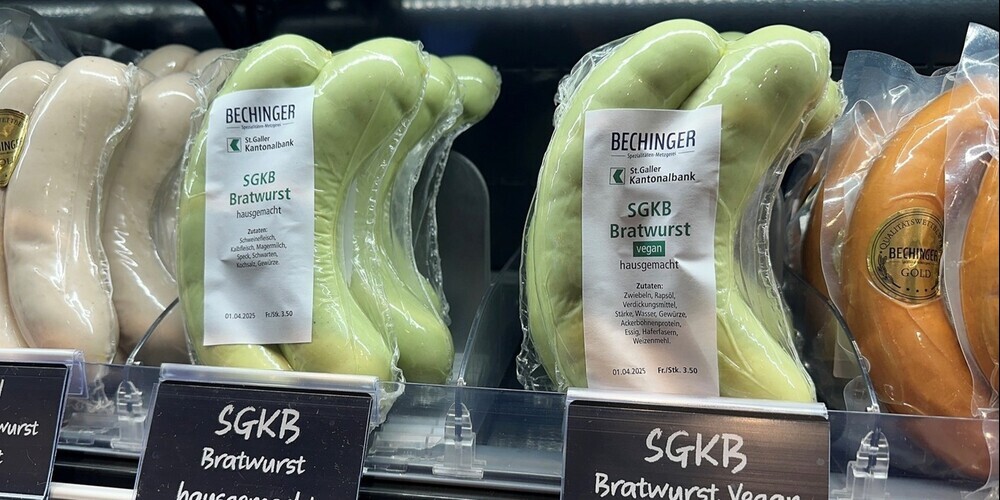 BECHINGER
Spezialitäten-Metzgerei
St.Galler
Kantonalbank
SGKB
Bratwurst
hausgemacht
Zutaten:
Schweinefleisch,
Kalbfleisch, Magermilch,
Speck, Schwarten,
Kochsalz, Gewürze.
01.04.2025 Fr./Stk. 3.50
BECHINGER
Spezialitäten-Metzgerei
St.Galler
Kantonalbank
SGKB
Bratwurst
vegan
hausgemacht
Zutaten:
Zwiebeln, Rapsöl,
Verdickungsmittel,
Stärke, Wasser, Gewürze,
Ackerbohnenprotein,
Essig, Haferfasern,
Weizenmehl.
01.04.2025 Fr./Stk. 3.50
BECHINGER
GOLD
wurst
SGKB
Bratwurst
hausgemacht
SGKB
Bratwurst Vegan